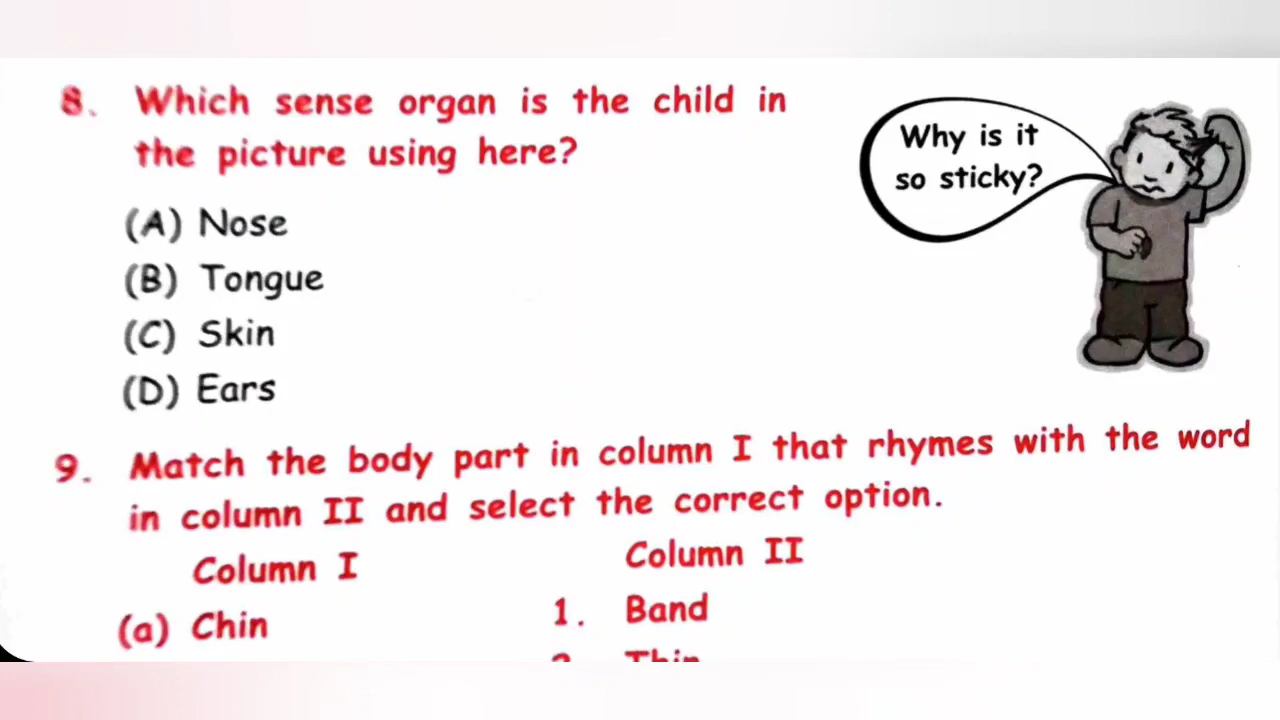 8. Which sense organ is the child in
the picture using here?
Why is it
so sticky?
(A) Nose
(B) Tongue
(C) Skin
(D) Ears
9. Match the body part in column I that rhymes with the word
in column II and select the correct option.
Column I Column II
(a) Chin 1. Band